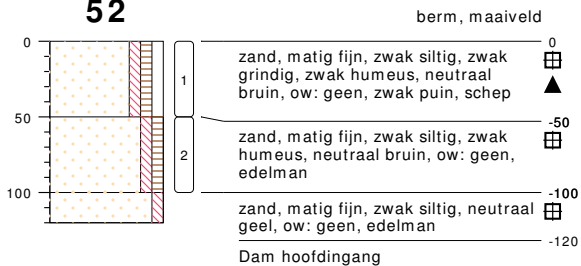 52
berm, maaiveld
0
0
zand, matig fijn, zwak siltig, zwak
grindig, zwak humeus, neutraal
bruin, ow: geen, zwak puin, schep
1
50
-50
zand, matig fijn, zwak siltig, zwak
humeus, neutraal bruin, ow: geen,
edelman
2
100
-100
zand, matig fijn, zwak siltig, neutraal
geel, ow: geen, edelman
-120
Dam hoofdingang